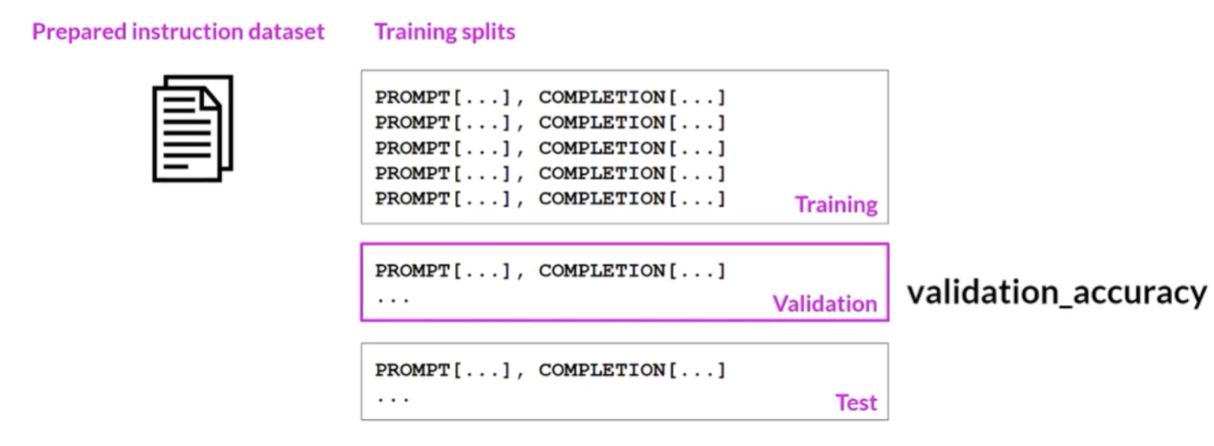 Prepared instruction dataset
Training splits
PROMPT[...], COMPLETION[...]
PROMPT[...], COMPLETION[...]
PROMPT[...], COMPLETION[...]
PROMPT[...], COMPLETION[...]
PROMPT[...], COMPLETION[...]
Training
PROMPT[...], COMPLETION[...]
...
Validation
validation_accuracy
PROMPT[...], COMPLETION[...]
...
Test